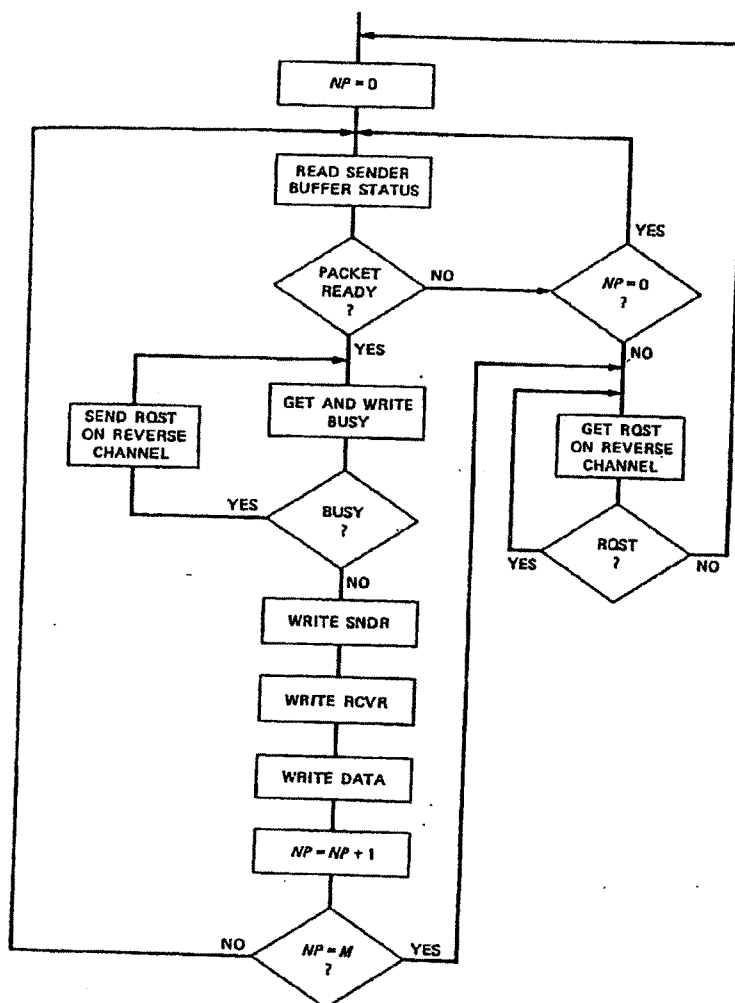 NP = 0
READ SENDER
BUFFER STATUS
YES
PACKET
READY
?
NO
NP = 0
?
YES
NO
SEND RQST
ON REVERSE
CHANNEL
GET AND WRITE
BUSY
GET RQST
ON REVERSE
CHANNEL
YES
BUSY
?
YES
RQST
?
NO
NO
WRITE SNDR
WRITE RCVR
WRITE DATA
NP = NP + 1
NO
NP = M
?
YES